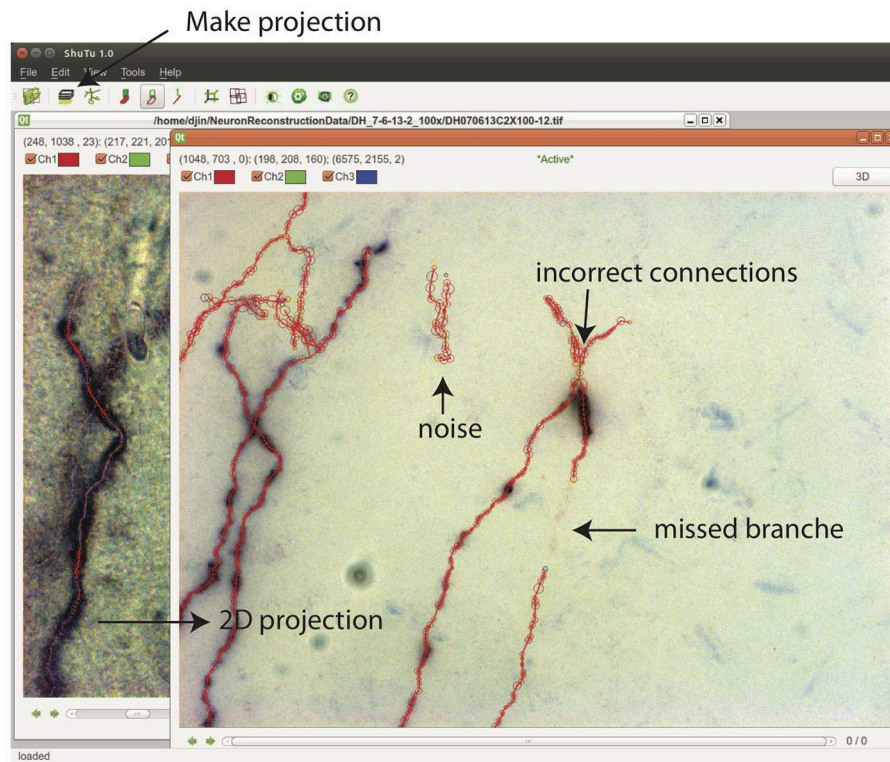 Make projection
ShuTu 1.0
File Edit View Tools Help
/home/djin/NeuronReconstructionData/DH_7-6-13-2_100x/DH070613C2X100-12.tif
(248, 1038 , 23): (217, 221, 201
(1048, 703 , 0): (198, 208, 160); (6575, 2155, 2) *Active*
Ch1 Ch2
Ch1 Ch2 Ch3 3D
incorrect connections
noise
missed branche
2D projection
0 / 0
loaded